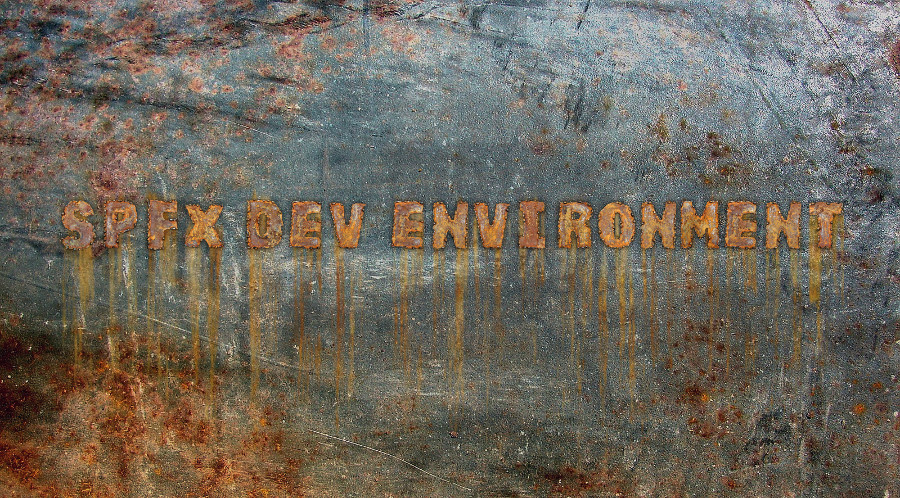 SPFX DEV ENVIRONMENT